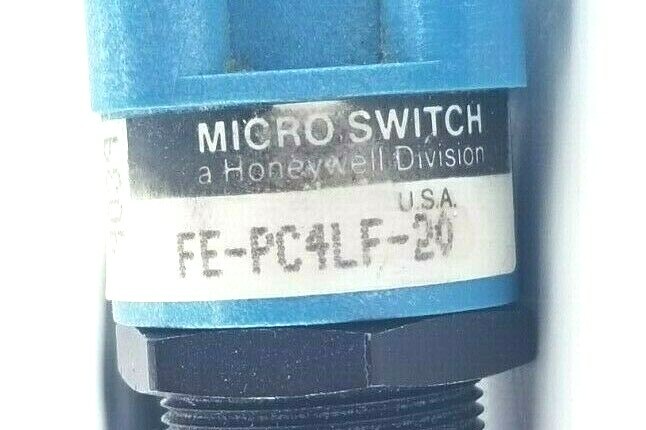 MICRO SWITCH
a Honeywell Division
U.S.A.
FE-PC4LF-20